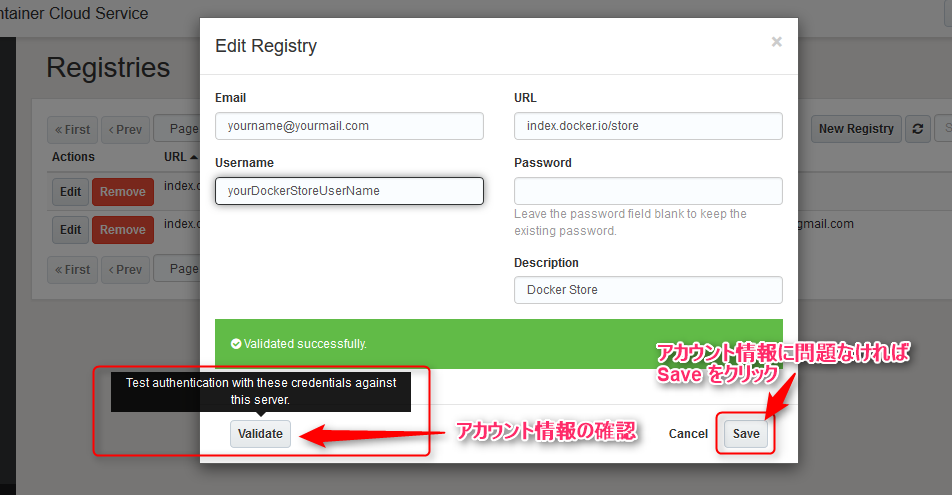 ntainer Cloud Service
Registries
« First
‹ Prev
Page
New Registry
Actions
URL
Edit
Remove
index.
Edit
Remove
index.
gmail.com
« First
‹ Prev
Page
Edit Registry
×
Email
URL
yourname@yourmail.com
index.docker.io/store
Username
Password
yourDockerStoreUserName
Leave the password field blank to keep the
existing password.
Description
Docker Store
Validated successfully.
アカウント情報に問題なければ
Save をクリック
Test authentication with these credentials against
this server.
Validate
アカウント情報の確認
Cancel
Save